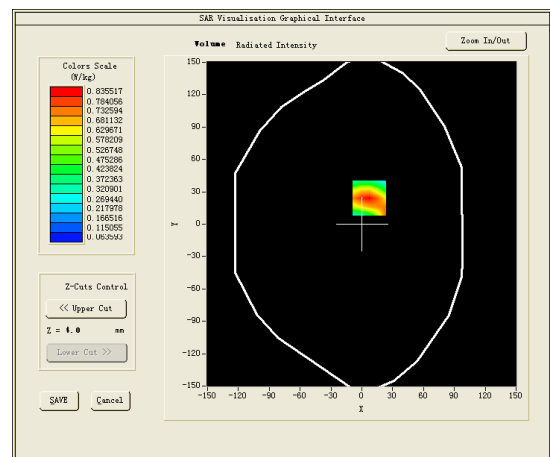 SAR Visualisation Graphical Interface
Volume Radiated Intensity
Zoom In/Out
Colors Scale
(W/kg)
0.835517
0.784056
0.732594
0.681132
0.629671
0.578209
0.526748
0.475286
0.423824
0.372363
0.320901
0.269440
0.217978
0.166516
0.115055
0.063593
150
120
90
60
30
0
-30
-60
-90
-120
-150
Y
-150 -120 -90 -60 -30 0 30 60 90 120 150
X
Z-Cuts Control
<< Upper Cut
Z = 4.0 mm
Lower Cut >>
SAVE Cancel